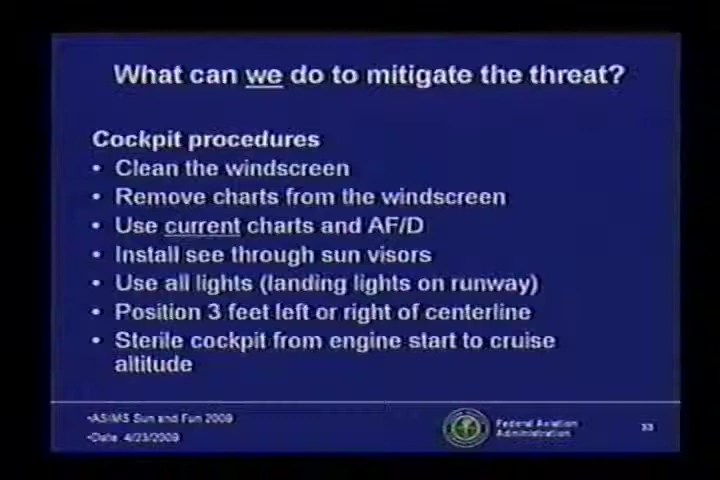 What can we do to mitigate the threat?
Cockpit procedures
• Clean the windscreen
• Remove charts from the windscreen
• Use current charts and AF/D
• Install see through sun visors
• Use all lights (landing lights on runway)
• Position 3 feet left or right of centerline
• Sterile cockpit from engine start to cruise
altitude
•ASIMS Sun and Fun 2009
•Date 4/23/2009
Federal Aviation
Administration
33